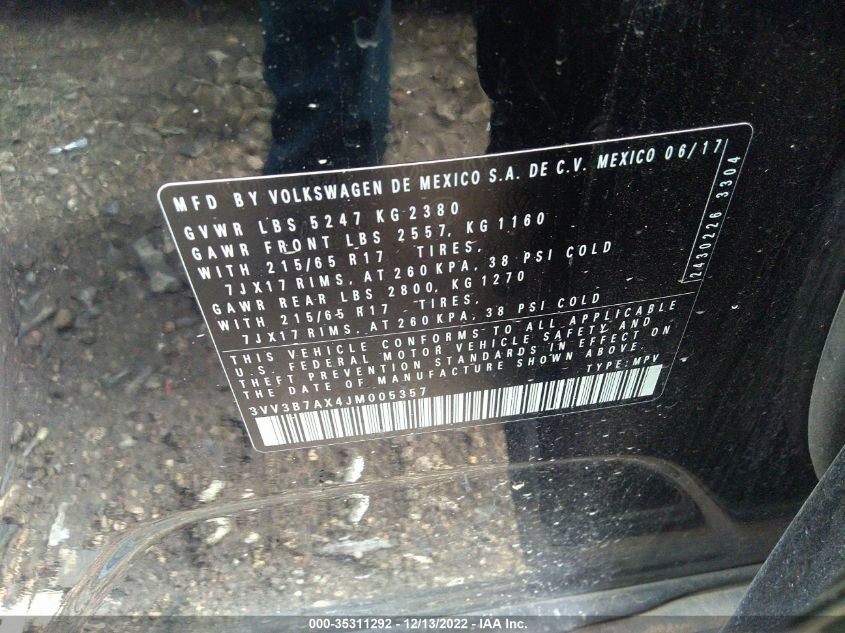 MFD BY VOLKSWAGEN DE MEXICO S.A. DE C.V. MEXICO 06/17
GVWR LBS 5247 KG 2380
GAWR FRONT LBS 2557, KG 1160
WITH 215/65 R17 TIRES,
7JX17 RIMS, AT 260 KPA, 38 PSI COLD
GAWR REAR LBS 2800, KG 1270
WITH 215/65 R17 TIRES,
7JX17 RIMS, AT 260 KPA, 38 PSI COLD
THIS VEHICLE CONFORMS TO ALL APPLICABLE
U.S. FEDERAL MOTOR VEHICLE SAFETY AND
THEFT PREVENTION STANDARDS IN EFFECT ON
THE DATE OF MANUFACTURE SHOWN ABOVE.
TYPE: MPV
3VV3B7AX4JM005357
2430226 3304
000-35311292 - 12/13/2022 - IAA Inc.